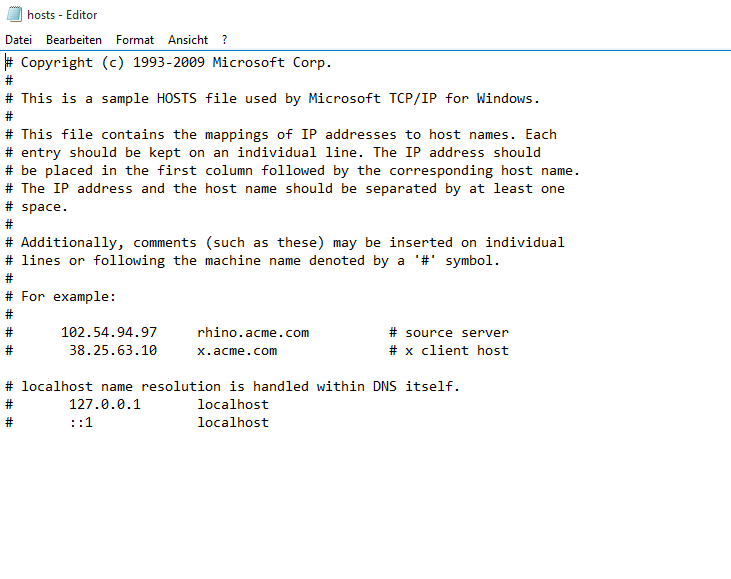 hosts - Editor
Datei Bearbeiten Format Ansicht ?
# Copyright (c) 1993-2009 Microsoft Corp.
#
# This is a sample HOSTS file used by Microsoft TCP/IP for Windows.
#
# This file contains the mappings of IP addresses to host names. Each
# entry should be kept on an individual line. The IP address should
# be placed in the first column followed by the corresponding host name.
# The IP address and the host name should be separated by at least one
# space.
#
# Additionally, comments (such as these) may be inserted on individual
# lines or following the machine name denoted by a '#' symbol.
#
# For example:
#
#      102.54.94.97     rhino.acme.com          # source server
#       38.25.63.10     x.acme.com              # x client host

# localhost name resolution is handled within DNS itself.
#       127.0.0.1       localhost
#       ::1             localhost